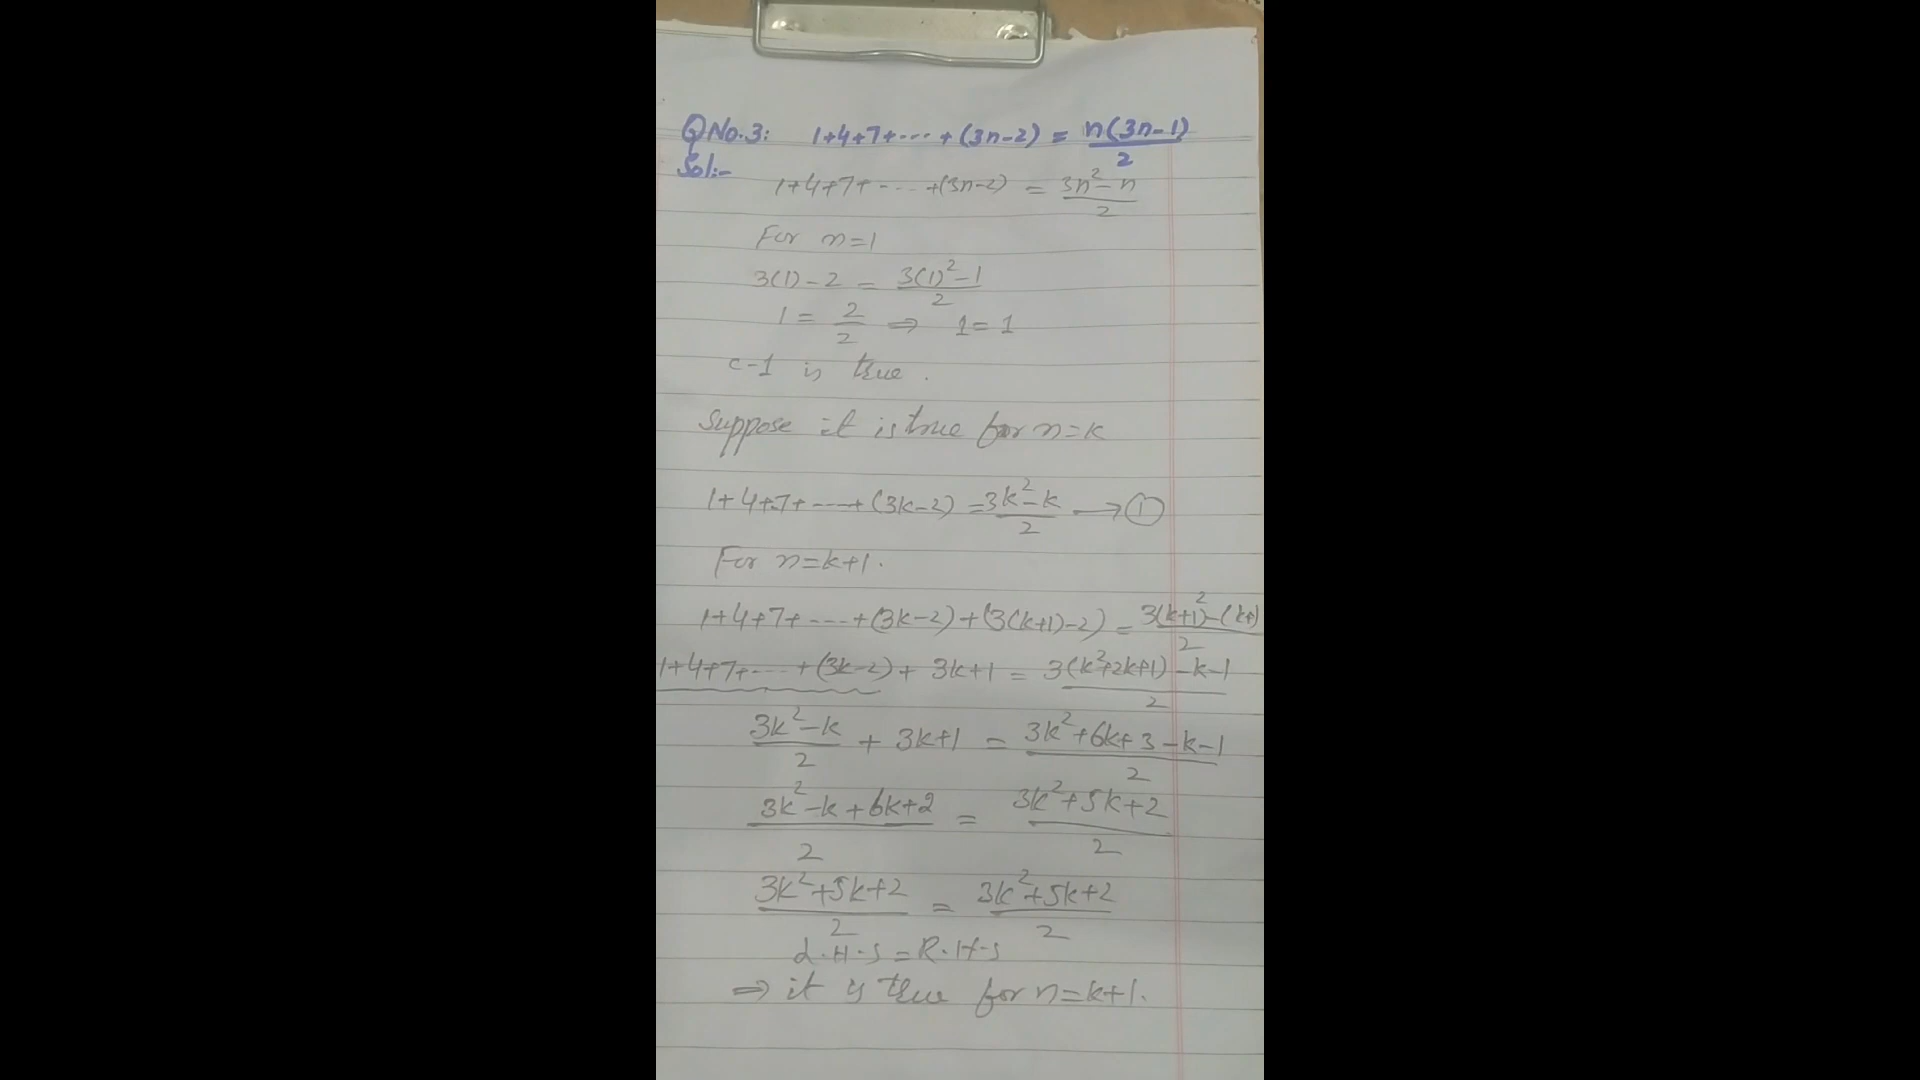 QNo.3: 1+4+7+---- +(3n-2) = n(3n-1)/2
Sol:-
1+4+7+---- +(3n-2) = 3n²-n/2
For n=1
3(1)-2 = 3(1)²-1/2
1 = 2/2 ⇒ 1=1
c-1 is true.
Suppose it is true for n=k
1+4+7+----+(3k-2) = 3k²-k/2 → ①
For n=k+1.
1+4+7+----+(3k-2)+(3(k+1)-2) = 3(k+1)²-(k+1)/2
1+4+7+---- +(3k-2)+ 3k+1 = 3(k²+2k+1)-k-1/2
3k²-k/2 + 3k+1 = 3k²+6k+3-k-1/2
3k²-k+6k+2/2 = 3k²+5k+2/2
3k²+5k+2/2 = 3k²+5k+2/2
L.H.S = R.H.S
⇒ it is true for n=k+1.